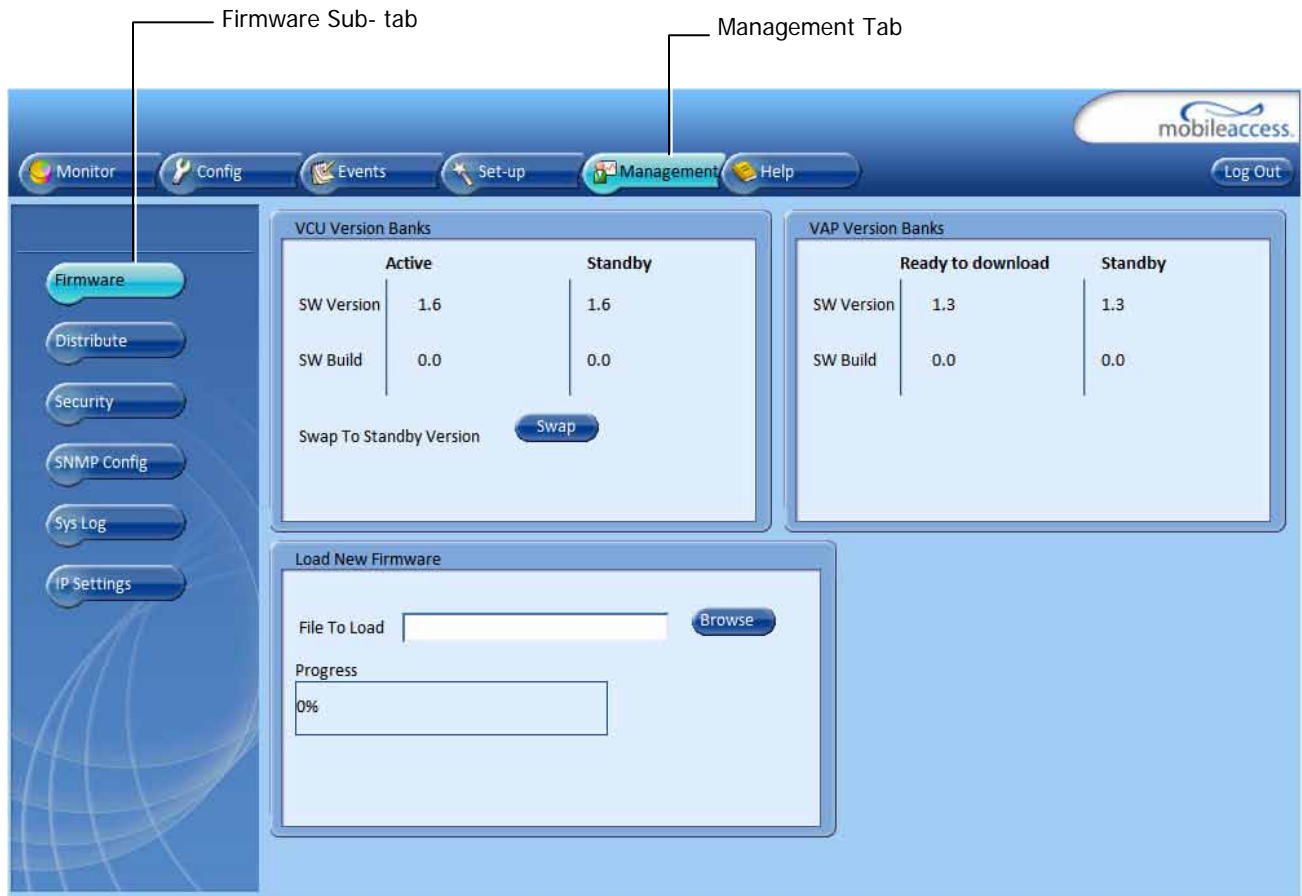 Firmware Sub- tab
Management Tab
mobileaccess.
Monitor Config Events Set-up Management Help Log Out
Firmware
Distribute
Security
SNMP Config
Sys Log
IP Settings
VCU Version Banks
Active Standby
SW Version 1.6 1.6
SW Build 0.0 0.0
Swap To Standby Version Swap
VAP Version Banks
Ready to download Standby
SW Version 1.3 1.3
SW Build 0.0 0.0
Load New Firmware
File To Load Browse
Progress
0%